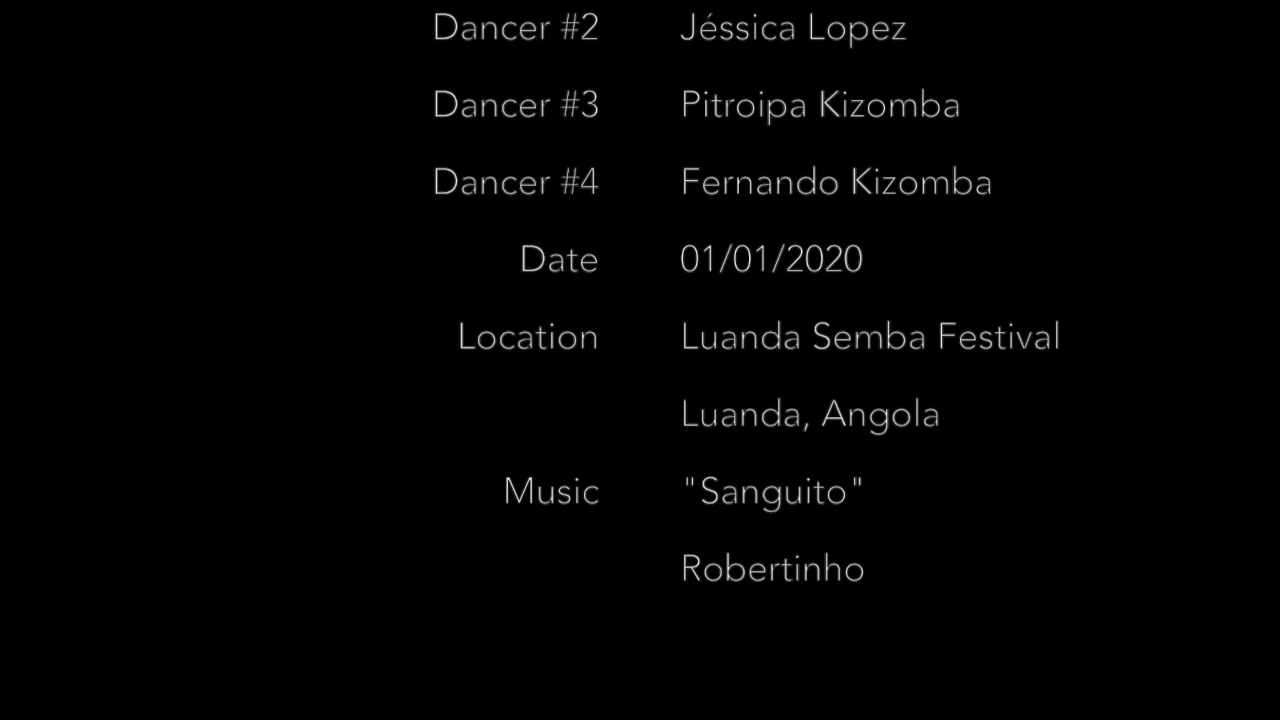 Dancer #2 Jéssica Lopez
Dancer #3 Pitroipa Kizomba
Dancer #4 Fernando Kizomba
Date 01/01/2020
Location Luanda Semba Festival
Luanda, Angola
Music "Sanguito"
Robertinho